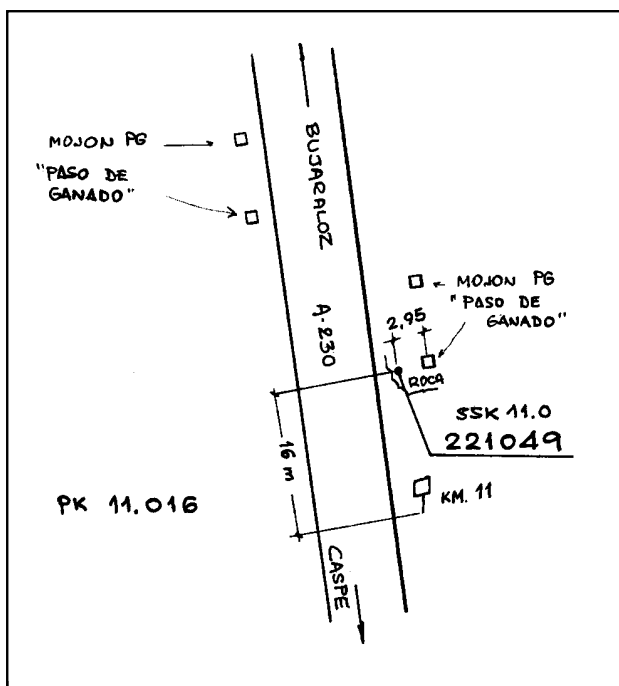 MOJON PG
"PASO DE
GANADO"
BUJARALOZ
A-230
MOJON PG
"PASO DE
GANADO"
2,95
ROCA
SSK 11.0
221049
16 m
KM. 11
PK 11.016
CASPE